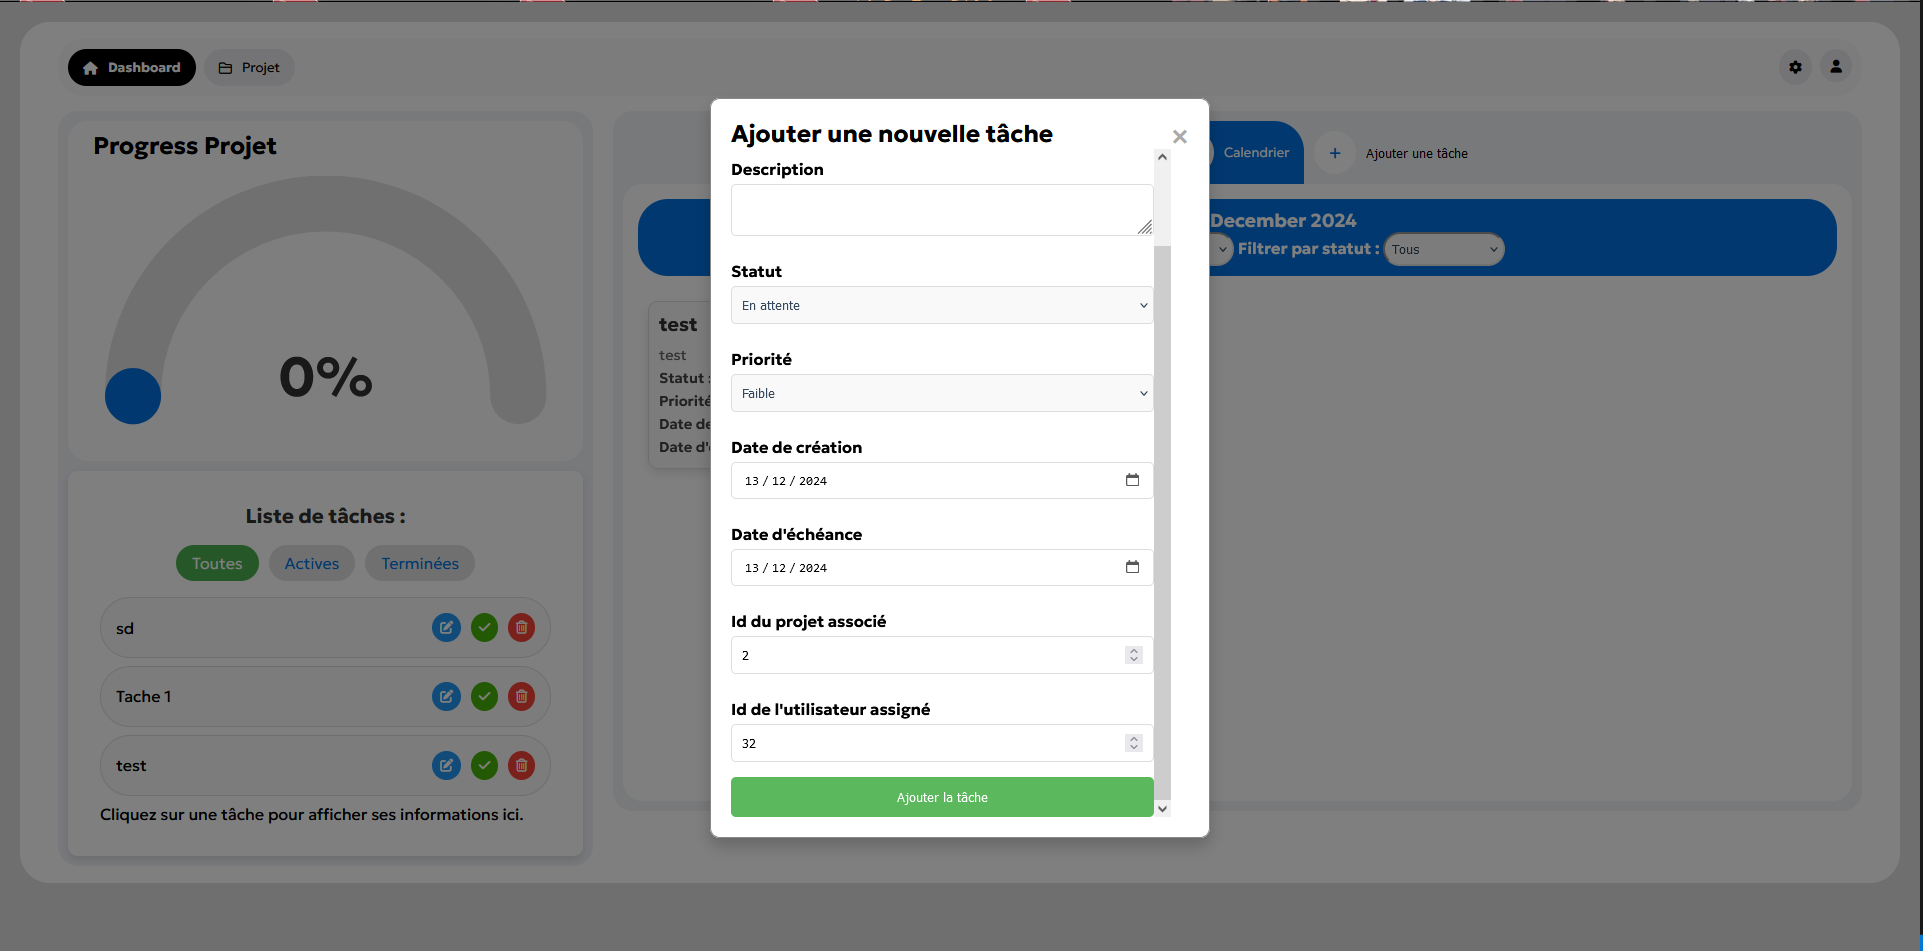 Dashboard
Projet
Progress Projet
0%
Liste de tâches :
Toutes
Actives
Terminées
sd
Tache 1
test
Cliquez sur une tâche pour afficher ses informations ici.
Calendrier
+ Ajouter une tâche
December 2024
Filtrer par statut :
Tous
test
test
Statut :
Priorité
Date de
Date d'
Ajouter une nouvelle tâche
×
Description
Statut
En attente
Priorité
Faible
Date de création
13 / 12 / 2024
Date d'échéance
13 / 12 / 2024
Id du projet associé
2
Id de l'utilisateur assigné
32
Ajouter la tâche